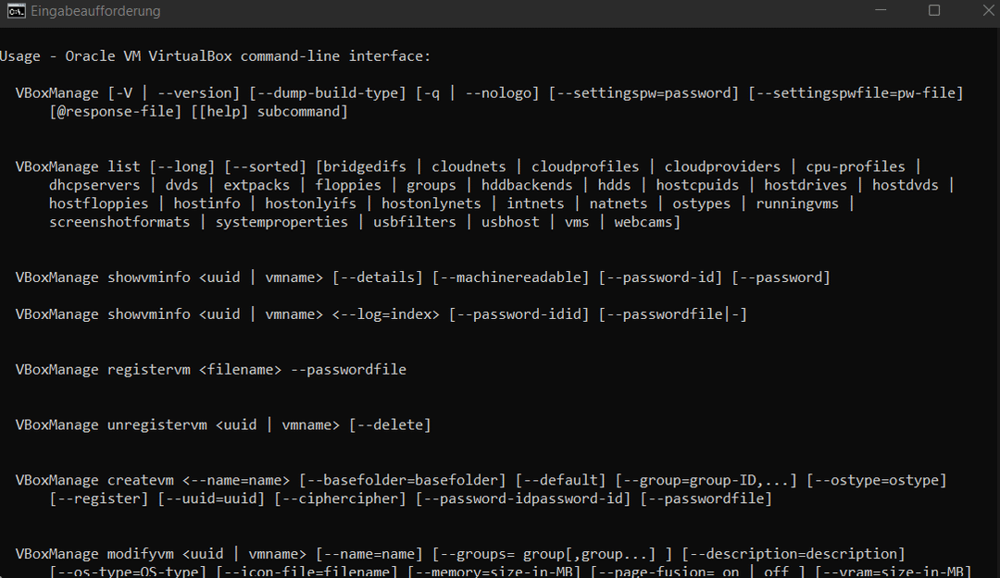 Eingabeaufforderung
Usage - Oracle VM VirtualBox command-line interface:
VBoxManage [-V | --version] [--dump-build-type] [-q | --nologo] [--settingspw=password] [--settingspwfile=pw-file]
[@response-file] [[help] subcommand]
VBoxManage list [--long] [--sorted] [bridgedifs | cloudnets | cloudprofiles | cloudproviders | cpu-profiles |
dhcpservers | dvds | extpacks | floppies | groups | hddbackends | hdds | hostcpuids | hostdrives | hostdvds |
hostfloppies | hostinfo | hostonlyifs | hostonlynets | intnets | natnets | ostypes | runningvms |
screenshotformats | systemproperties | usbfilters | usbhost | vms | webcams]
VBoxManage showvminfo <uuid | vmname> [--details] [--machinereadable] [--password-id] [--password]
VBoxManage showvminfo <uuid | vmname> <--log=index> [--password-idid] [--passwordfile|-]
VBoxManage registervm <filename> --passwordfile
VBoxManage unregistervm <uuid | vmname> [--delete]
VBoxManage createvm <--name=name> [--basefolder=basefolder] [--default] [--group=group-ID,...] [--ostype=ostype]
[--register] [--uuid=uuid] [--ciphercipher] [--password-idpassword-id] [--passwordfile]
VBoxManage modifyvm <uuid | vmname> [--name=name] [--groups= group[,group...] ] [--description=description]
[--os-type=OS-type] [--icon-file=filename] [--memory=size-in-MB] [--page-fusion= on | off ] [--vram=size-in-MB]